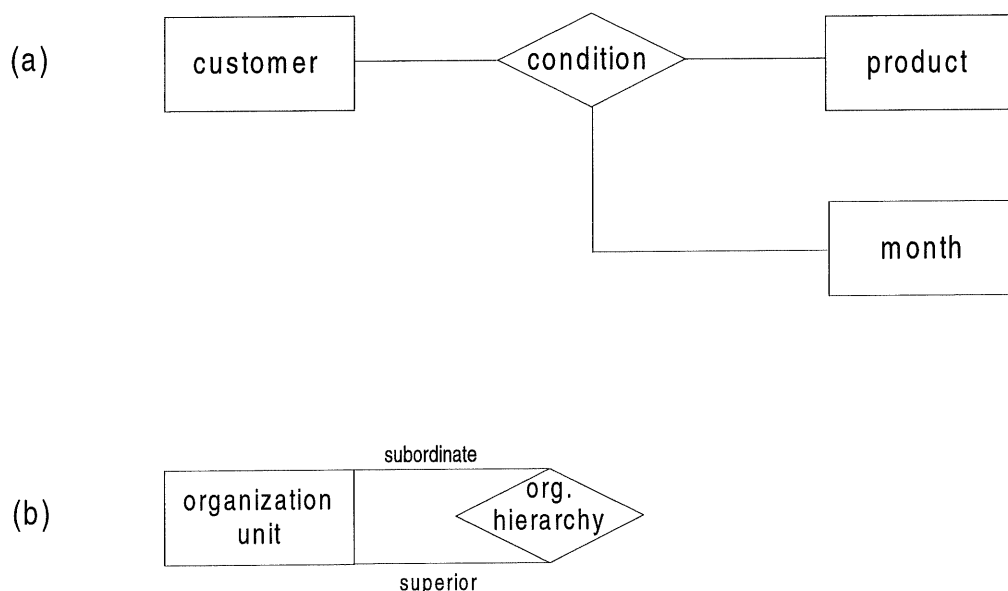 (a)
customer
condition
product
month
(b)
subordinate
organization
unit
org.
hierarchy
superior